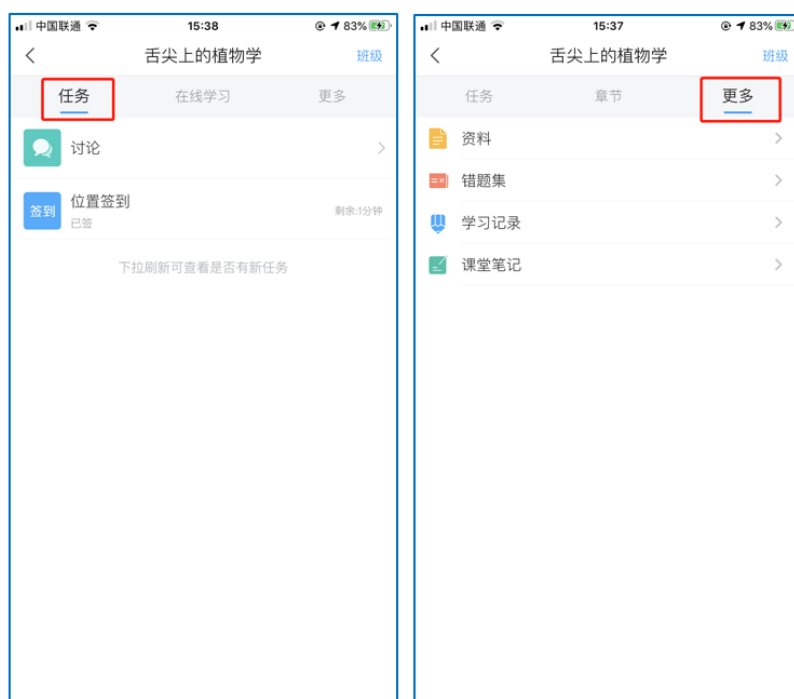 中国联通 15:38 83%
舌尖上的植物学 班级
任务 在线学习 更多
讨论
签到 位置签到
已签 剩余:1分钟
下拉刷新可查看是否有新任务
中国联通 15:37 83%
舌尖上的植物学 班级
任务 章节 更多
资料
错题集
学习记录
课堂笔记